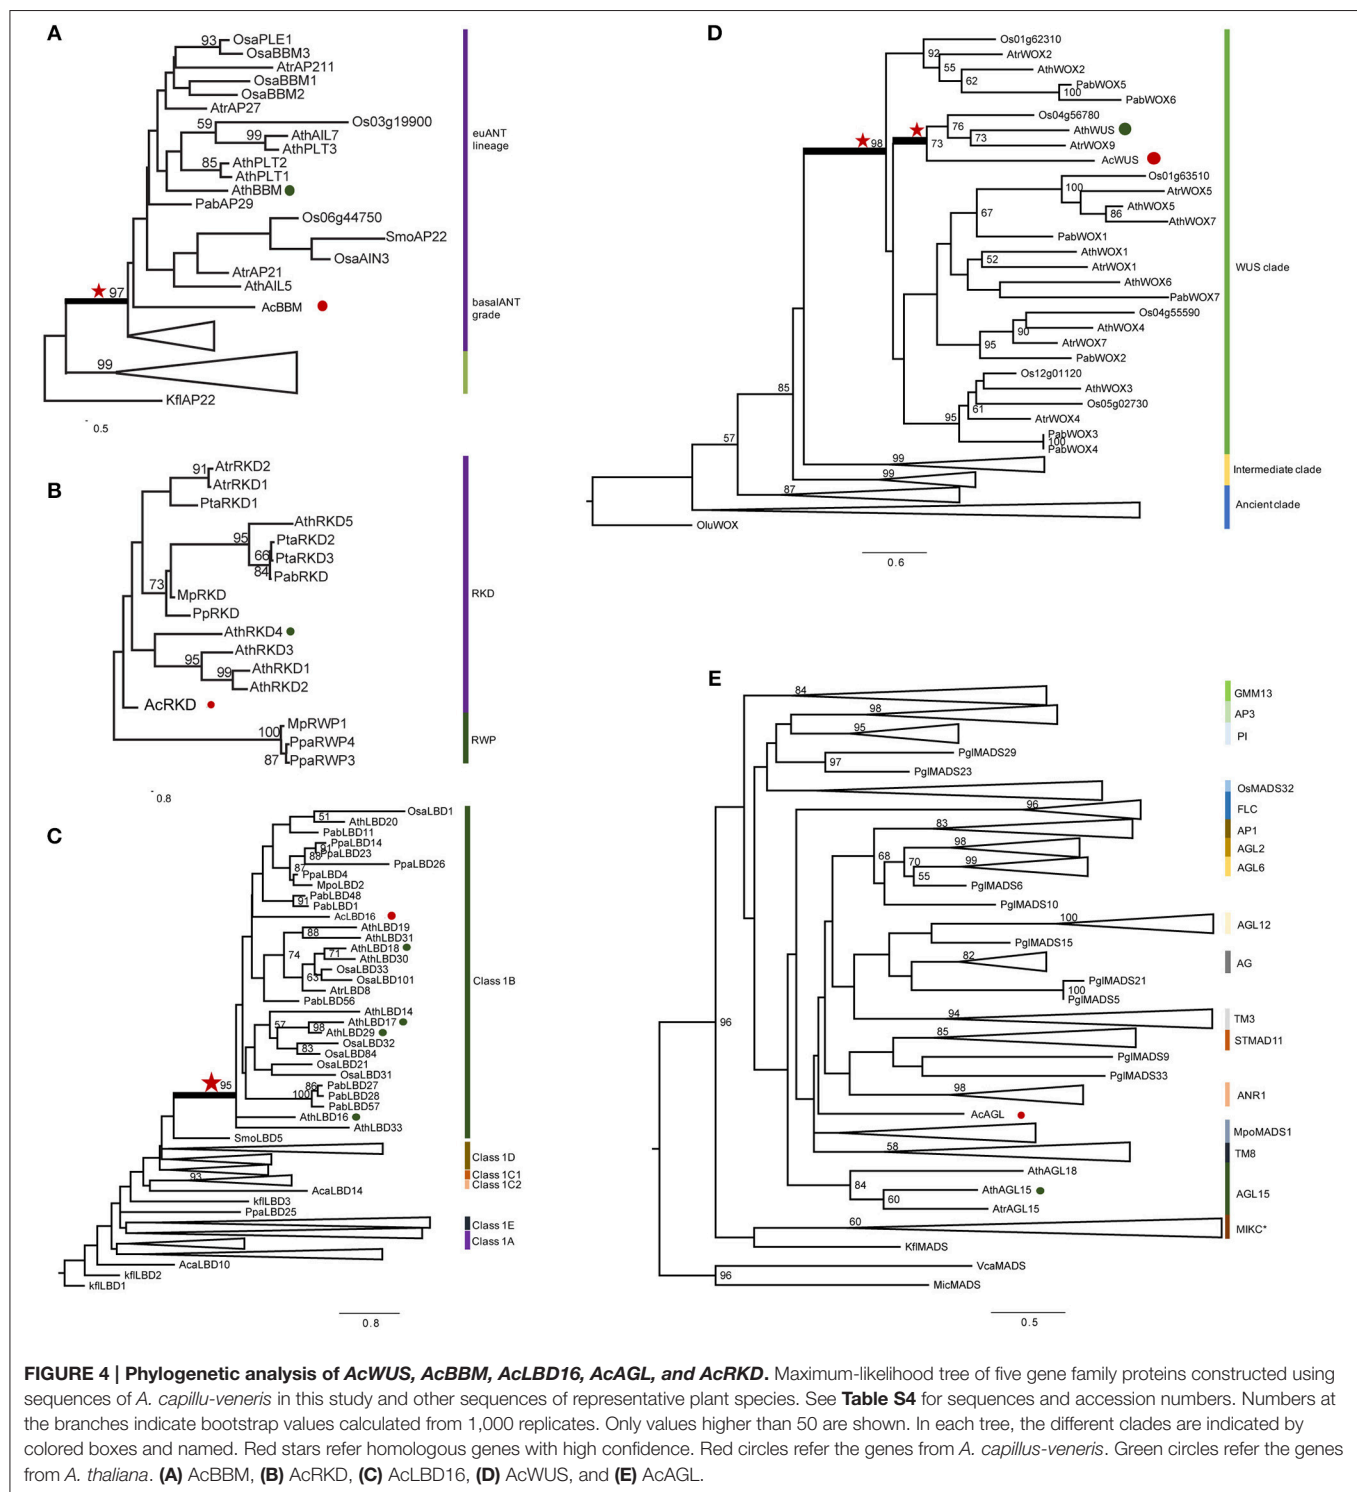 A
93
OsaPLE1
OsaBBM3
AtrAP211
OsaBBM1
OsaBBM2
AtrAP27
Os03g19900
59
99
AthAIL7
AthPLT3
85
AthPLT2
AthPLT1
AthBBM
PabAP29
Os06g44750
SmoAP22
OsaAIN3
AtrAP21
AthAIL5
97
AcBBM
99
KflAP22
0.5
euANT
lineage
basalANT
grade
B
91
AtrRKD2
AtrRKD1
PtaRKD1
AthRKD5
95
PtaRKD2
66
PtaRKD3
84
PabRKD
73
MpRKD
PpRKD
AthRKD4
AthRKD3
95
AthRKD1
99
AthRKD2
AcRKD
MpRWP1
100
PpaRWP4
87
PpaRWP3
0.8
RKD
RWP
C
OsaLBD1
51
AthLBD20
PabLBD11
PpaLBD14
91
88
PpaLBD23
87
PpaLBD26
PpaLBD4
MpoLBD2
PabLBD48
91
PabLBD1
AcLBD16
AthLBD19
88
AthLBD31
74
AthLBD18
71
AthLBD30
OsaLBD33
63
OsaLBD101
AtrLBD8
PabLBD56
AthLBD14
57
AthLBD17
98
AthLBD29
OsaLBD32
83
OsaLBD84
OsaLBD21
OsaLBD31
95
86
PabLBD27
100
PabLBD28
PabLBD57
AthLBD16
AthLBD33
SmoLBD5
93
AcaLBD14
kflLBD3
PpaLBD25
AcaLBD10
kflLBD2
kflLBD1
0.8
Class 1B
Class 1D
Class 1C1
Class 1C2
Class 1E
Class 1A
D
Os01g62310
92
AtrWOX2
55
AthWOX2
62
PabWOX5
100
PabWOX6
Os04g56780
76
AthWUS
98
73
73
AtrWOX9
AcWUS
Os01g63510
100
AtrWOX5
AthWOX5
86
AthWOX7
67
PabWOX1
AthWOX1
52
AtrWOX1
AthWOX6
PabWOX7
Os04g55590
90
AthWOX4
95
AtrWOX7
PabWOX2
Os12g01120
85
AthWOX3
61
Os05g02730
95
AtrWOX4
PabWOX3
100
PabWOX4
57
99
99
87
OluWOX
0.6
WUS clade
Intermediate clade
Ancient clade
E
84
98
95
PglMADS29
97
PglMADS23
96
83
98
68
70
99
55
PglMADS6
PglMADS10
100
PglMADS15
82
PglMADS21
100
PglMADS5
96
94
85
PglMADS9
PglMADS33
98
AcAGL
58
AthAGL18
84
AthAGL15
60
AtrAGL15
60
KflMADS
VcaMADS
96
MicMADS
0.5
GMM13
AP3
PI
OsMADS32
FLC
AP1
AGL2
AGL6
AGL12
AG
TM3
STMAD11
ANR1
MpoMADS1
TM8
AGL15
MIKC*
FIGURE 4 | Phylogenetic analysis of AcWUS, AcBBM, AcLBD16, AcAGL, and AcRKD. Maximum-likelihood tree of five gene family proteins constructed using
sequences of A. capillu-veneris in this study and other sequences of representative plant species. See Table S4 for sequences and accession numbers. Numbers at
the branches indicate bootstrap values calculated from 1,000 replicates. Only values higher than 50 are shown. In each tree, the different clades are indicated by
colored boxes and named. Red stars refer homologous genes with high confidence. Red circles refer the genes from A. capillus-veneris. Green circles refer the genes
from A. thaliana. (A) AcBBM, (B) AcRKD, (C) AcLBD16, (D) AcWUS, and (E) AcAGL.